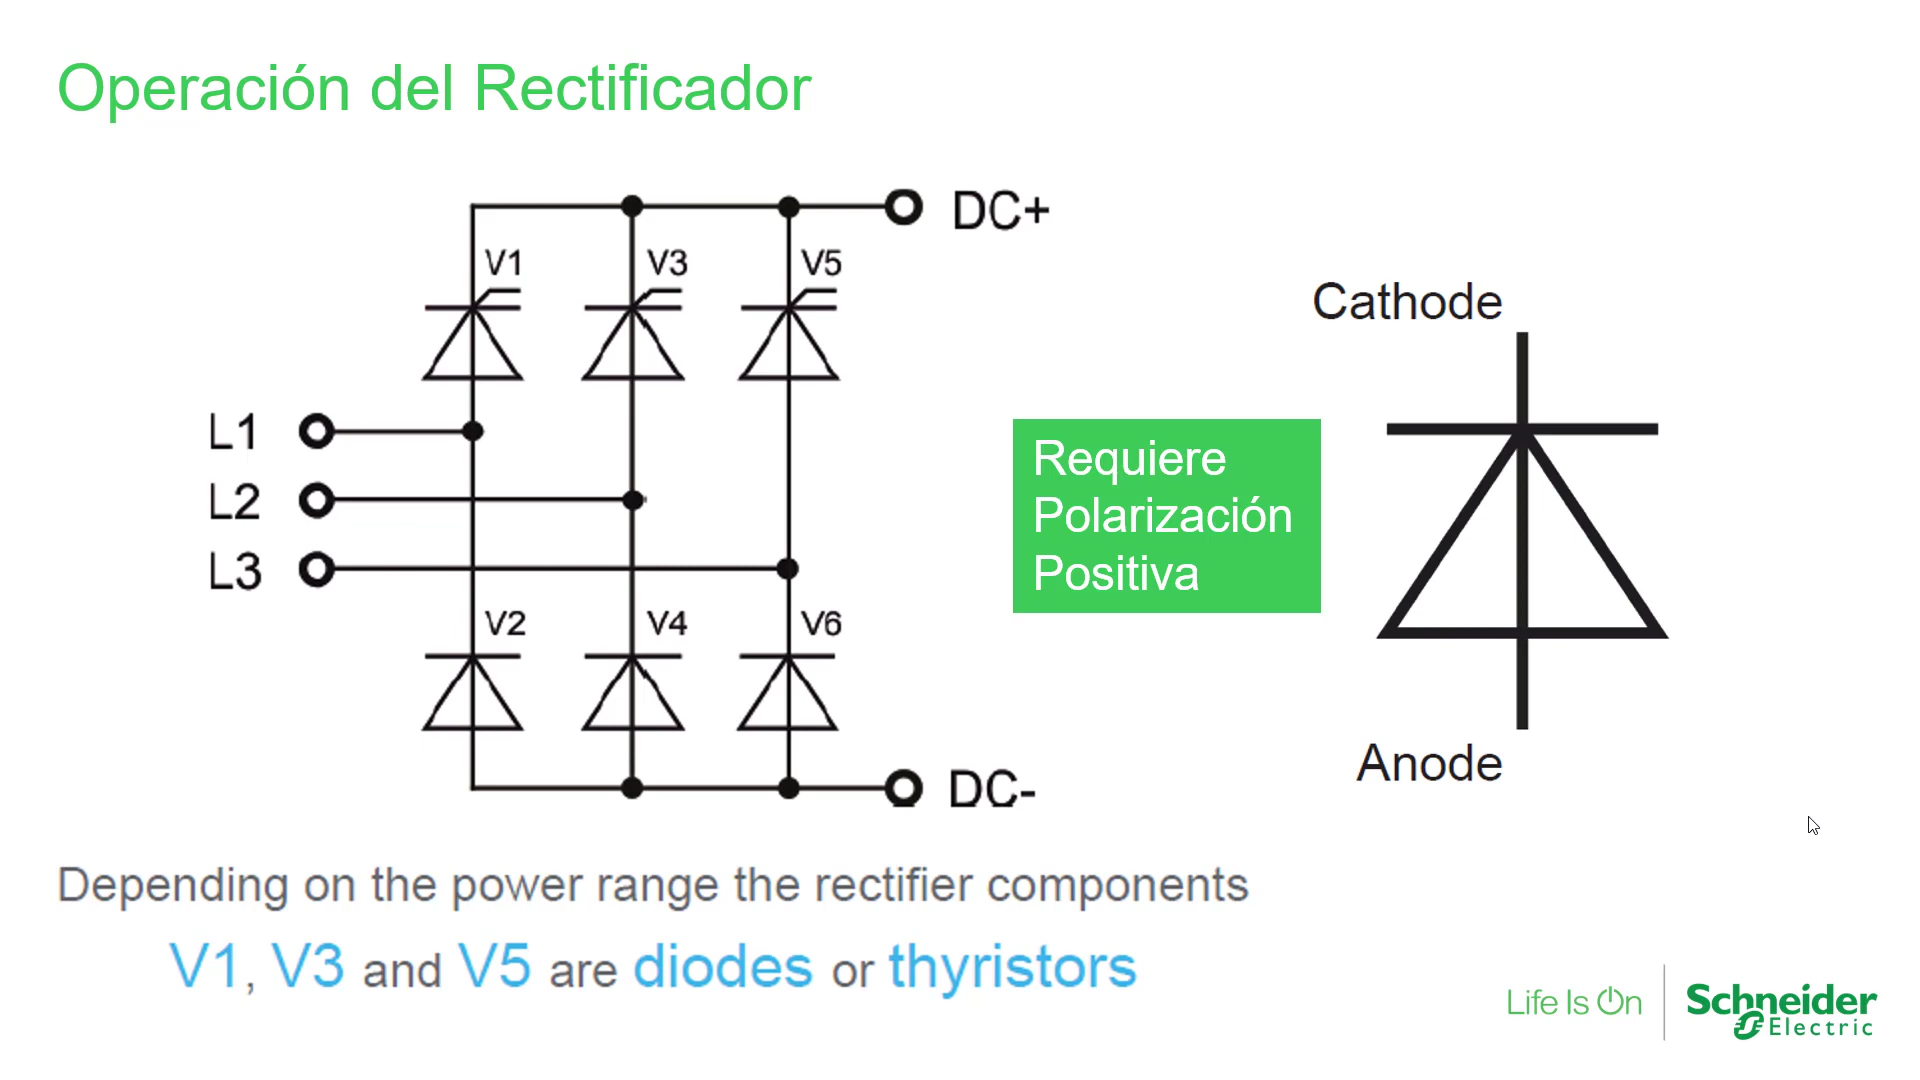 Operación del Rectificador
DC+
V1
V3
V5
Cathode
L1
L2
L3
Requiere
Polarización
Positiva
V2
V4
V6
DC-
Anode
Depending on the power range the rectifier components
V1, V3 and V5 are diodes or thyristors
Life Is On
Schneider
Electric